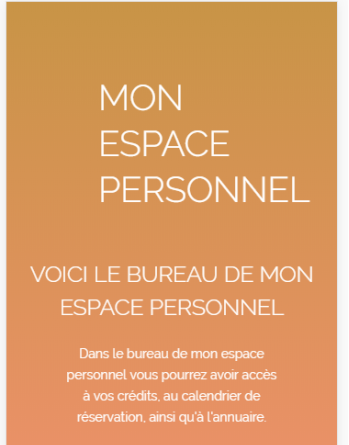 MON
ESPACE
PERSONNEL
VOICI LE BUREAU DE MON
ESPACE PERSONNEL
Dans le bureau de mon espace
personnel vous pourrez avoir accès
à vos crédits, au calendrier de
réservation, ainsi qu'à l'annuaire.